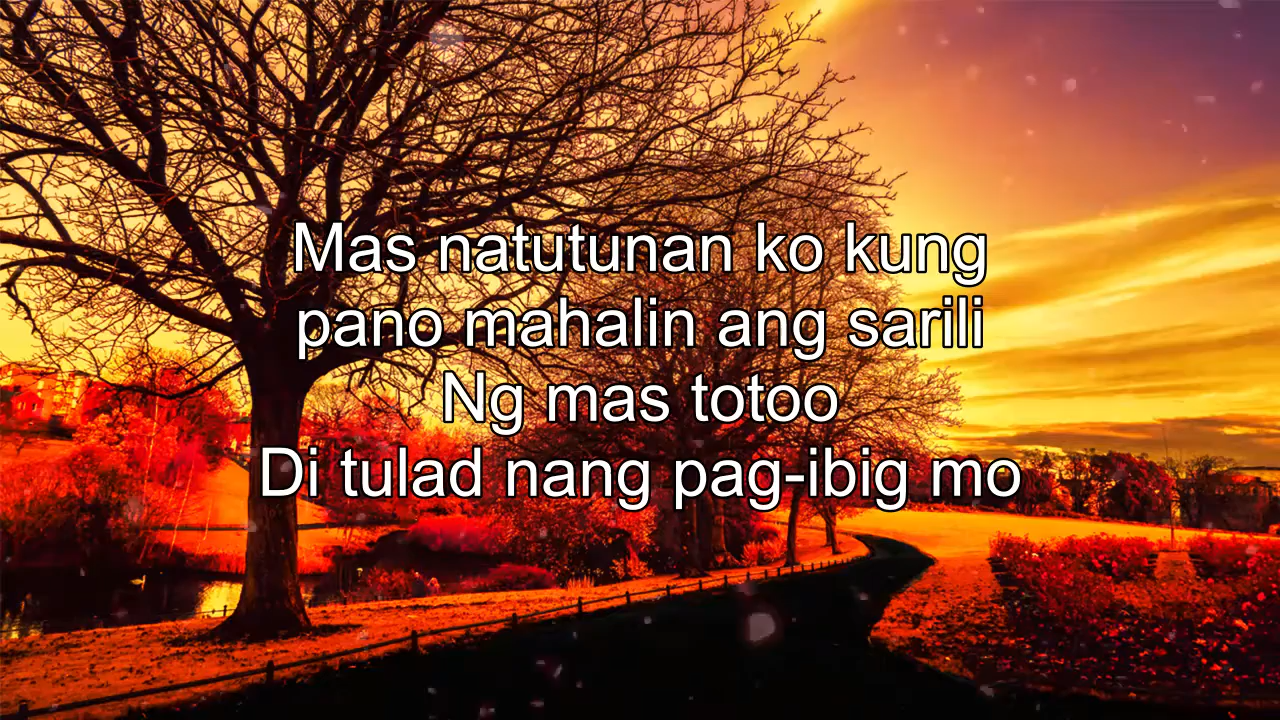 Mas natutunan ko kung
pano mahalin ang sarili
Ng mas totoo
Di tulad nang pag-ibig mo